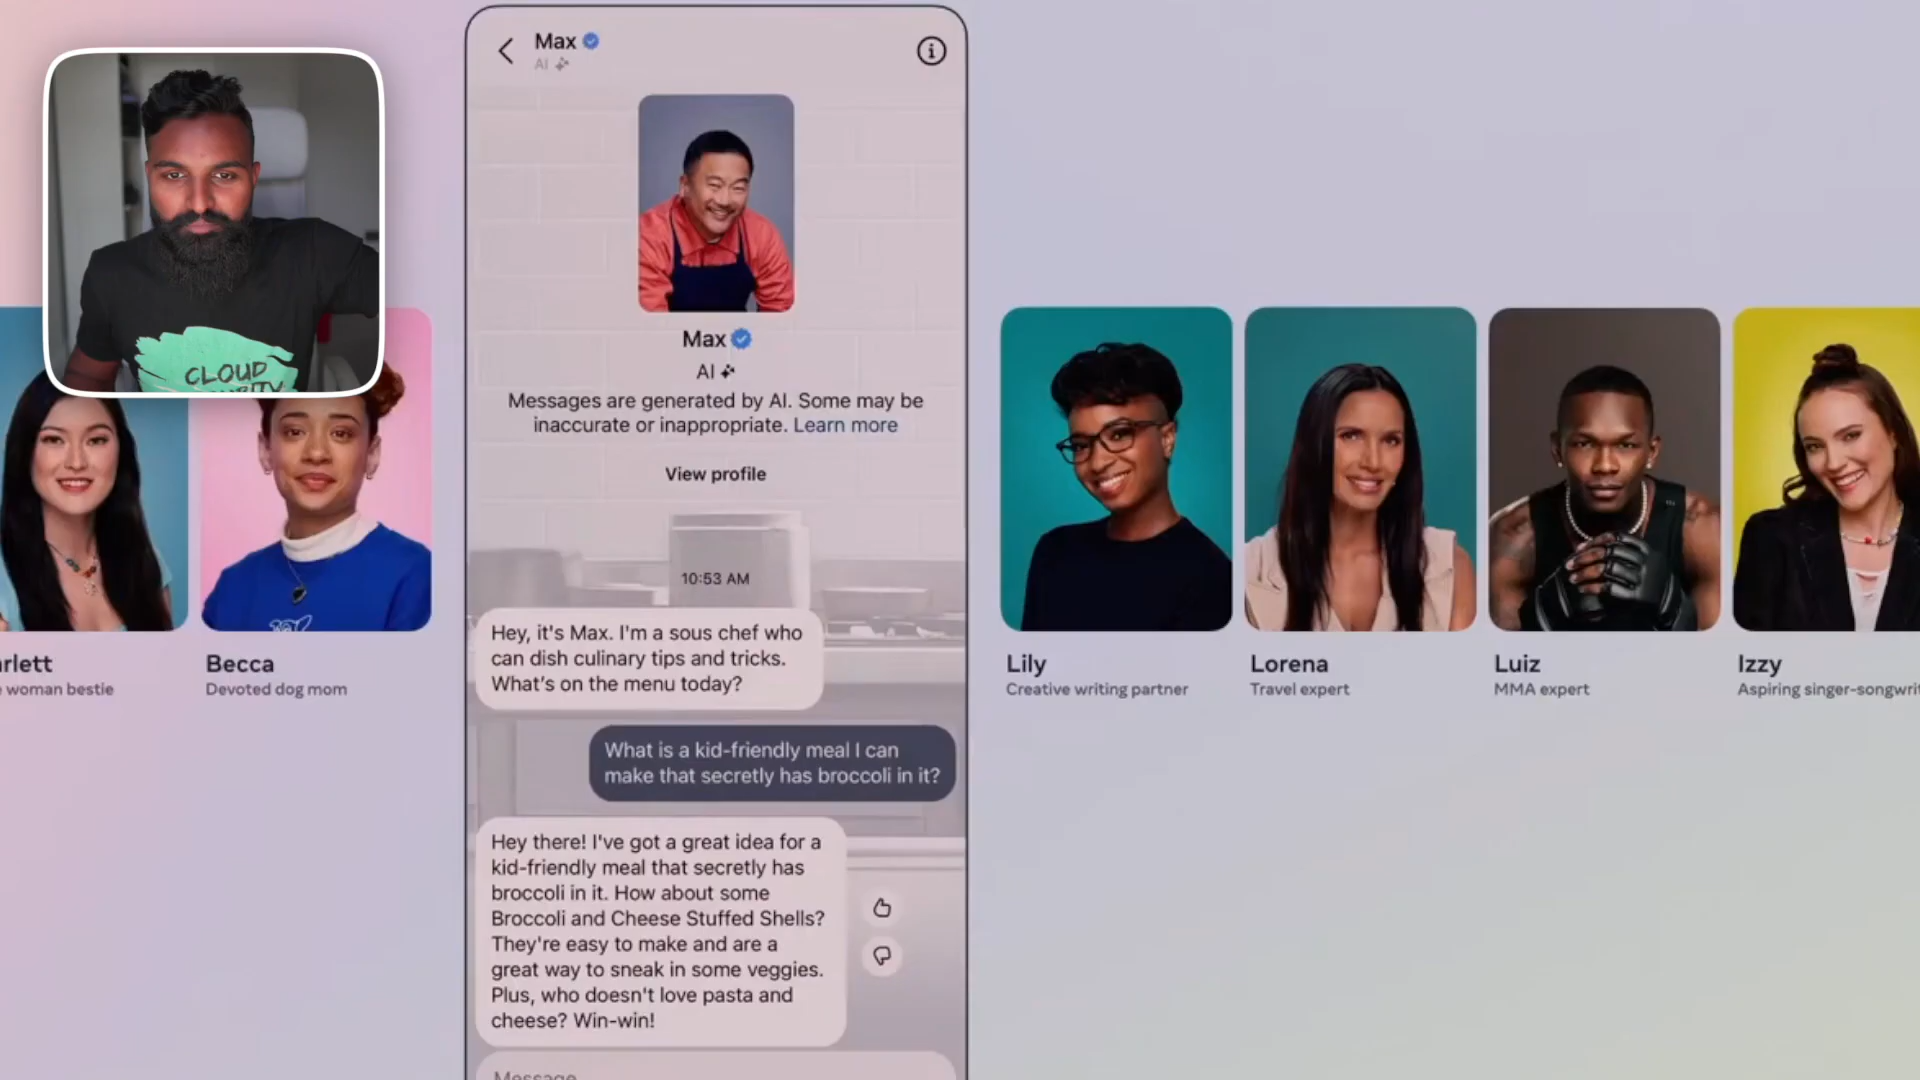 Max
AI
CLOUD
Max
AI
Messages are generated by AI. Some may be
inaccurate or inappropriate. Learn more
View profile
10:53 AM
Hey, it's Max. I'm a sous chef who
can dish culinary tips and tricks.
What's on the menu today?
What is a kid-friendly meal I can
make that secretly has broccoli in it?
Hey there! I've got a great idea for a
kid-friendly meal that secretly has
broccoli in it. How about some
Broccoli and Cheese Stuffed Shells?
They're easy to make and are a
great way to sneak in some veggies.
Plus, who doesn't love pasta and
cheese? Win-win!
Message
rlett
woman bestie
Becca
Devoted dog mom
Lily
Creative writing partner
Lorena
Travel expert
Luiz
MMA expert
Izzy
Aspiring singer-songwrit